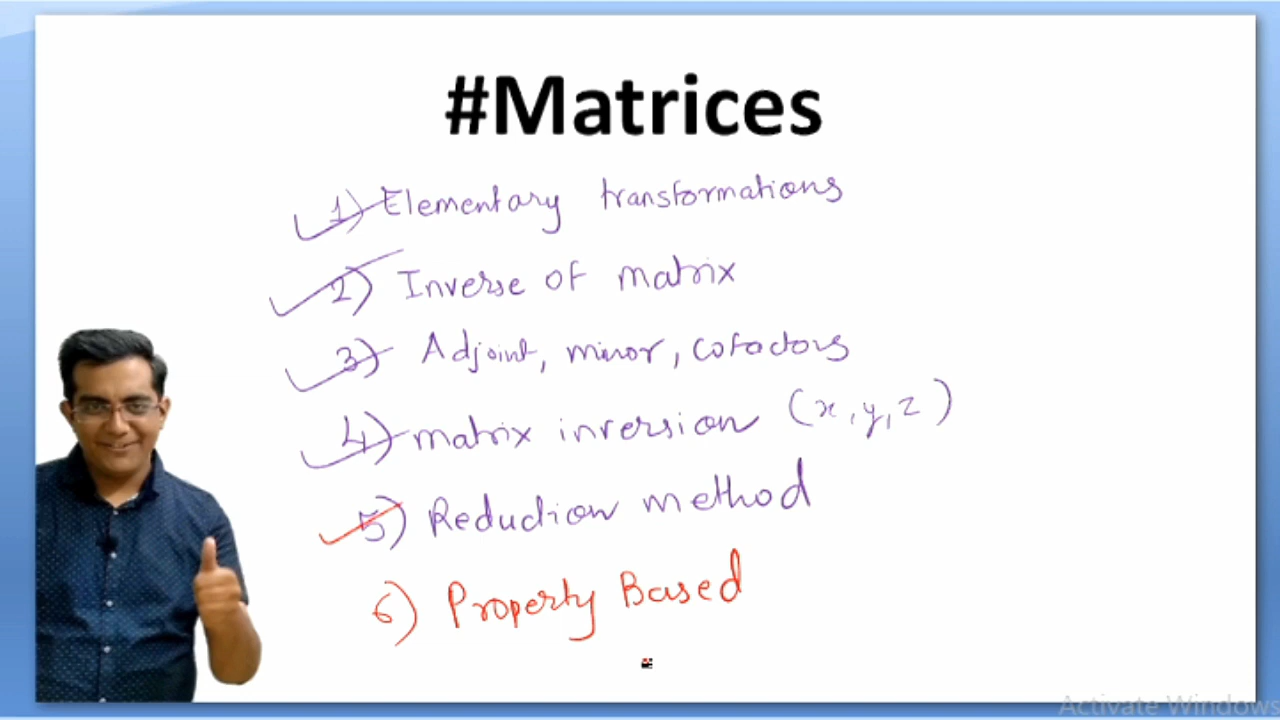 #Matrices
1) Elementary transformations
2) Inverse of matrix
3) Adjoint, minor, cofactors
4) matrix inversion (x, y, z)
5) Reduction method
6) Property Based
Activate Windows